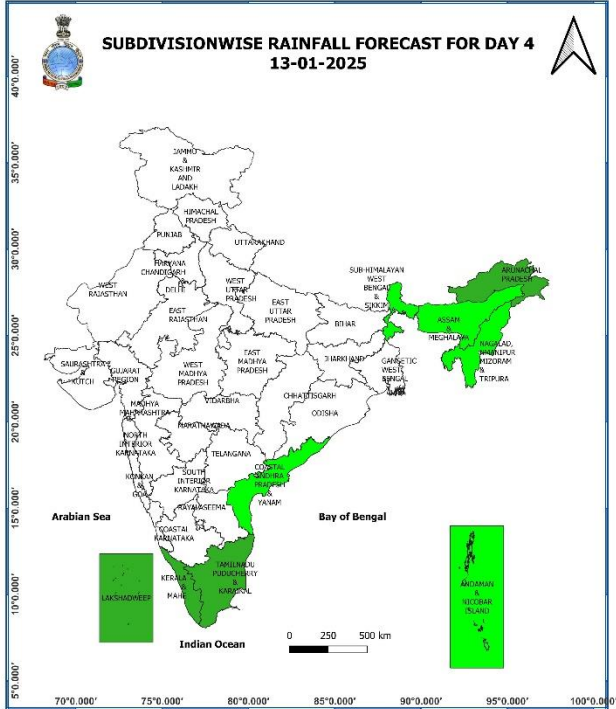 SUBDIVISIONWISE RAINFALL FORECAST FOR DAY 4
13-01-2025
40°0.000'
35°0.000'
30°0.000'
25°0.000'
20°0.000'
15°0.000'
10°0.000'
5°0.000'
JAMMO
&
KASHMIR
AND
LADAKH
HIMACHAL
PRADESH
PUNJAB
UTTARAKHAND
HARYANA
CHANDIGARH
DELHI
WEST
RAJASTHAN
WEST
UTTAR
PRADESH
EAST
RAJASTHAN
EAST
UTTAR
PRADESH
SUB-HIMALAYAN
WEST
BENGAL
&
SIKKIM
ARUNACHAL
PRADESH
ASSAM
&
MEGHALAYA
NAGALAD,
MANIPUR
MIZORAM
&
TRIPURA
BIHAR
JHARKHAND
GANGETIC
WEST
BENGAL
SAURASHTRA
&
KUTCH
GUJARAT
REGION
WEST
MADHYA
PRADESH
EAST
MADHYA
PRADESH
CHHATTISGARH
ODISHA
MADHYA
MAHARASHTRA
VIDARBHA
MARATHAWADA
NORTH
INTERIOR
KARNATAKA
TELANGANA
KONKAN
&
GOA
SOUTH
INTERIOR
KARNATAKA
COASTAL
ANDHRA
PRADESH
&
YANAM
RAYALASEEMA
COASTAL
KARNATAKA
Arabian Sea
Bay of Bengal
LAKSHADWEEP
KERALA
&
MAHE
TAMILNADU
PUDUCHERRY
&
KARAIKAL
ANDAMAN
&
NICOBAR
ISLAND
Indian Ocean
0 250 500 km
70°0.000' 75°0.000' 80°0.000' 85°0.000' 90°0.000' 95°0.000' 100°0.000'